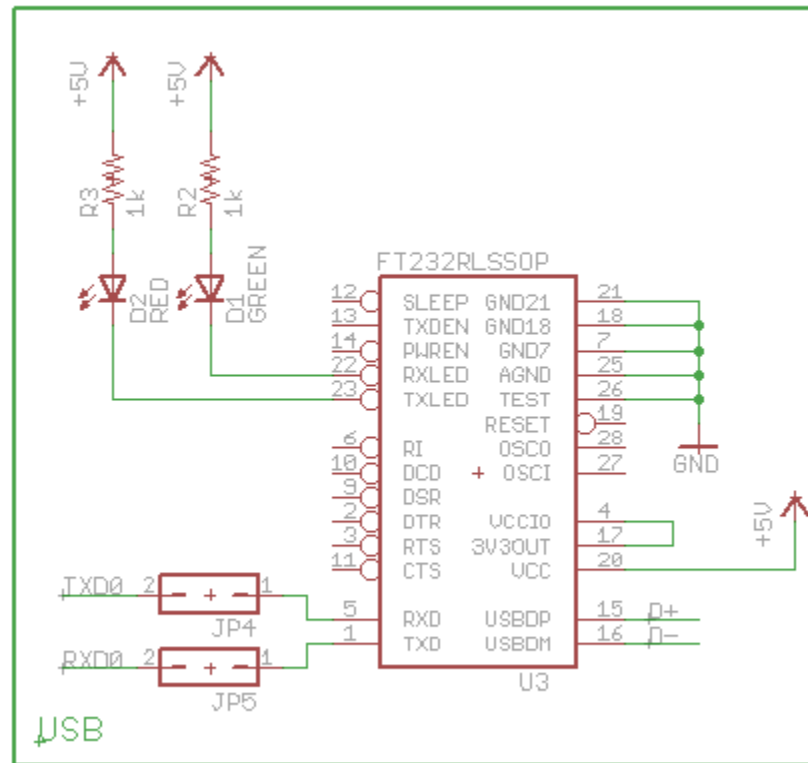 +5V
+5V
R3
1k
R2
1k
D2
RED
D1
GREEN
FT232RLSSOP
12 SLEEP GND21 21
13 TXDEN GND18 18
14 PWREN GND7 7
22 RXLED AGND 25
23 TXLED TEST 26
RESET 19
6 RI OSCO 28
10 DCD OSCI 27
9 DSR
2 DTR VCCIO 4
3 RTS 3V3OUT 17
11 CTS VCC 20
5 RXD USBDP 15
1 TXD USBDM 16
GND
+5V
D+
D-
TXD0 2 1
JP4
RXD0 2 1
JP5
U3
USB